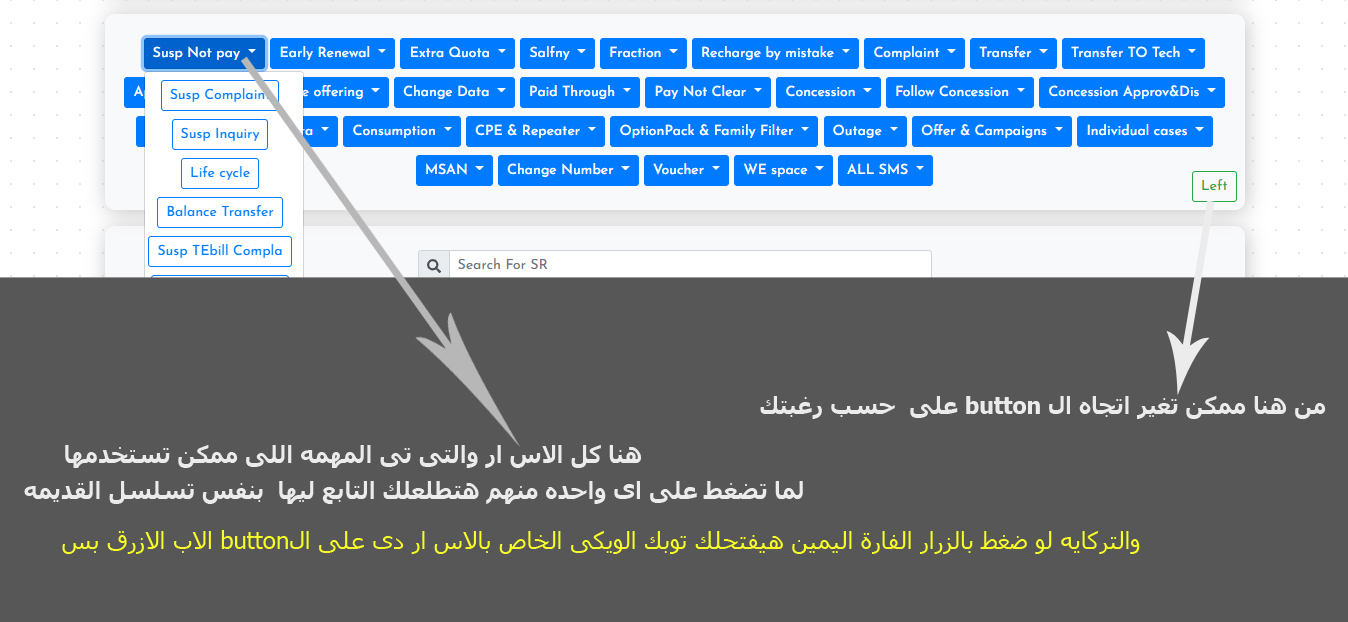 Susp Not pay Early Renewal Extra Quota Salfny Fraction Recharge by mistake Complaint Transfer Transfer TO Tech
e offering Change Data Paid Through Pay Not Clear Concession Follow Concession Concession Approv&Dis
Consumption CPE & Repeater OptionPack & Family Filter Outage Offer & Campaigns Individual cases
MSAN Change Number Voucher WE space ALL SMS
Left
Susp Complaint
Susp Inquiry
Life cycle
Balance Transfer
Susp TEbill Compla
Search For SR
من هنا ممكن تغير اتجاه ال button على حسب رغبتك
هنا كل الاس ار والتى تى المهمه اللى ممكن تستخدمها
لما تضغط على اى واحده منهم هتطلعلك التابع ليها بنفس تسلسل القديمه
والتركايه لو ضغط بالزرار الفارة اليمين هيفتحلك توبك الويكى الخاص بالاس ار دى على الbutton الاب الازرق بس